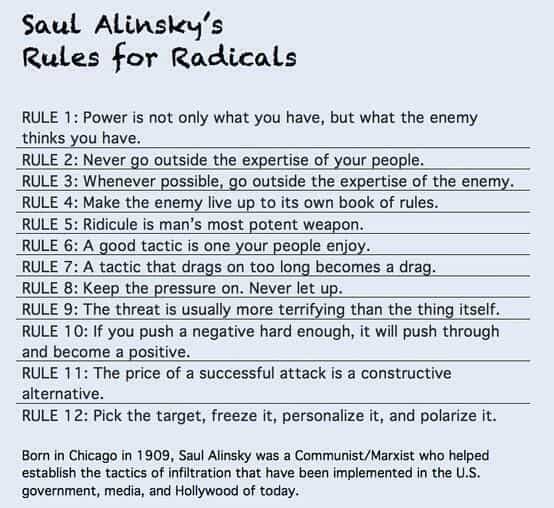 Saul Alinsky's
Rules for Radicals
RULE 1: Power is not only what you have, but what the enemy
thinks you have.
RULE 2: Never go outside the expertise of your people.
RULE 3: Whenever possible, go outside the expertise of the enemy.
RULE 4: Make the enemy live up to its own book of rules.
RULE 5: Ridicule is man's most potent weapon.
RULE 6: A good tactic is one your people enjoy.
RULE 7: A tactic that drags on too long becomes a drag.
RULE 8: Keep the pressure on. Never let up.
RULE 9: The threat is usually more terrifying than the thing itself.
RULE 10: If you push a negative hard enough, it will push through
and become a positive.
RULE 11: The price of a successful attack is a constructive
alternative.
RULE 12: Pick the target, freeze it, personalize it, and polarize it.
Born in Chicago in 1909, Saul Alinsky was a Communist/Marxist who helped
establish the tactics of infiltration that have been implemented in the U.S.
government, media, and Hollywood of today.